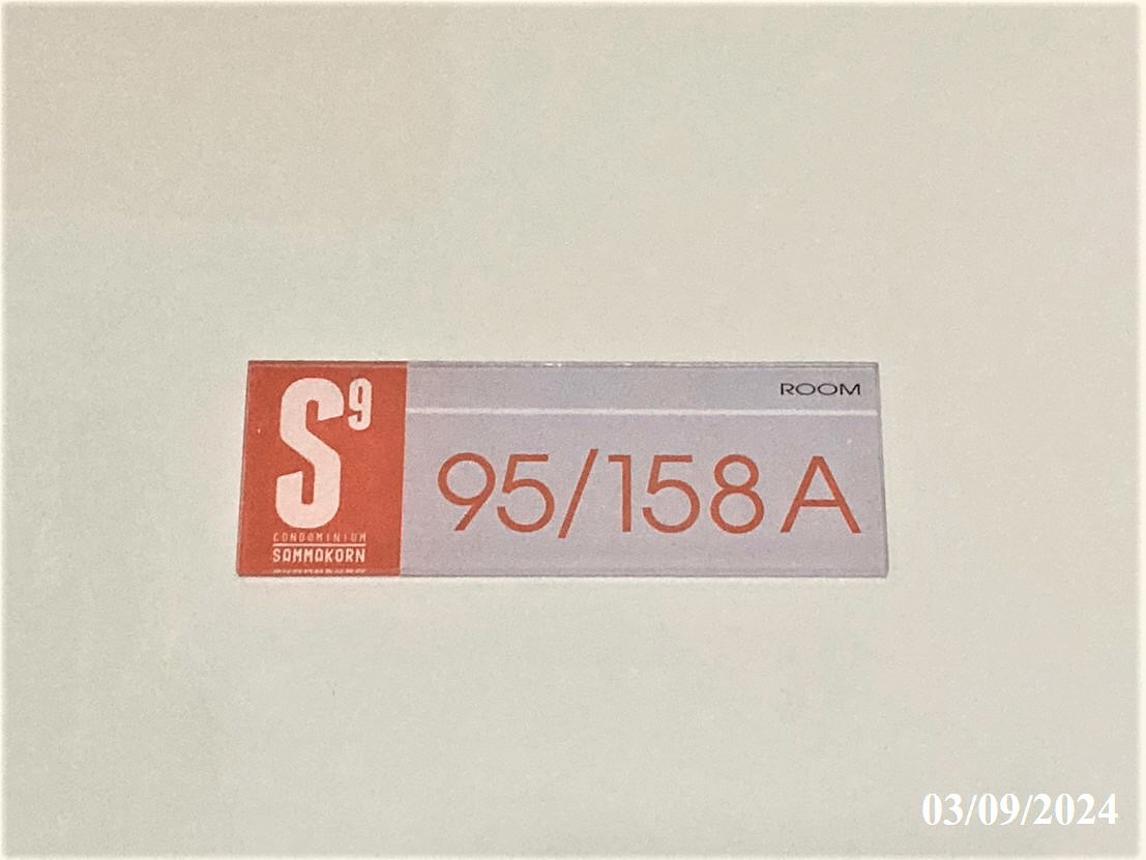 S9
CONDOMINIUM
SAMMAKORN
ROOM
95/158 A
03/09/2024